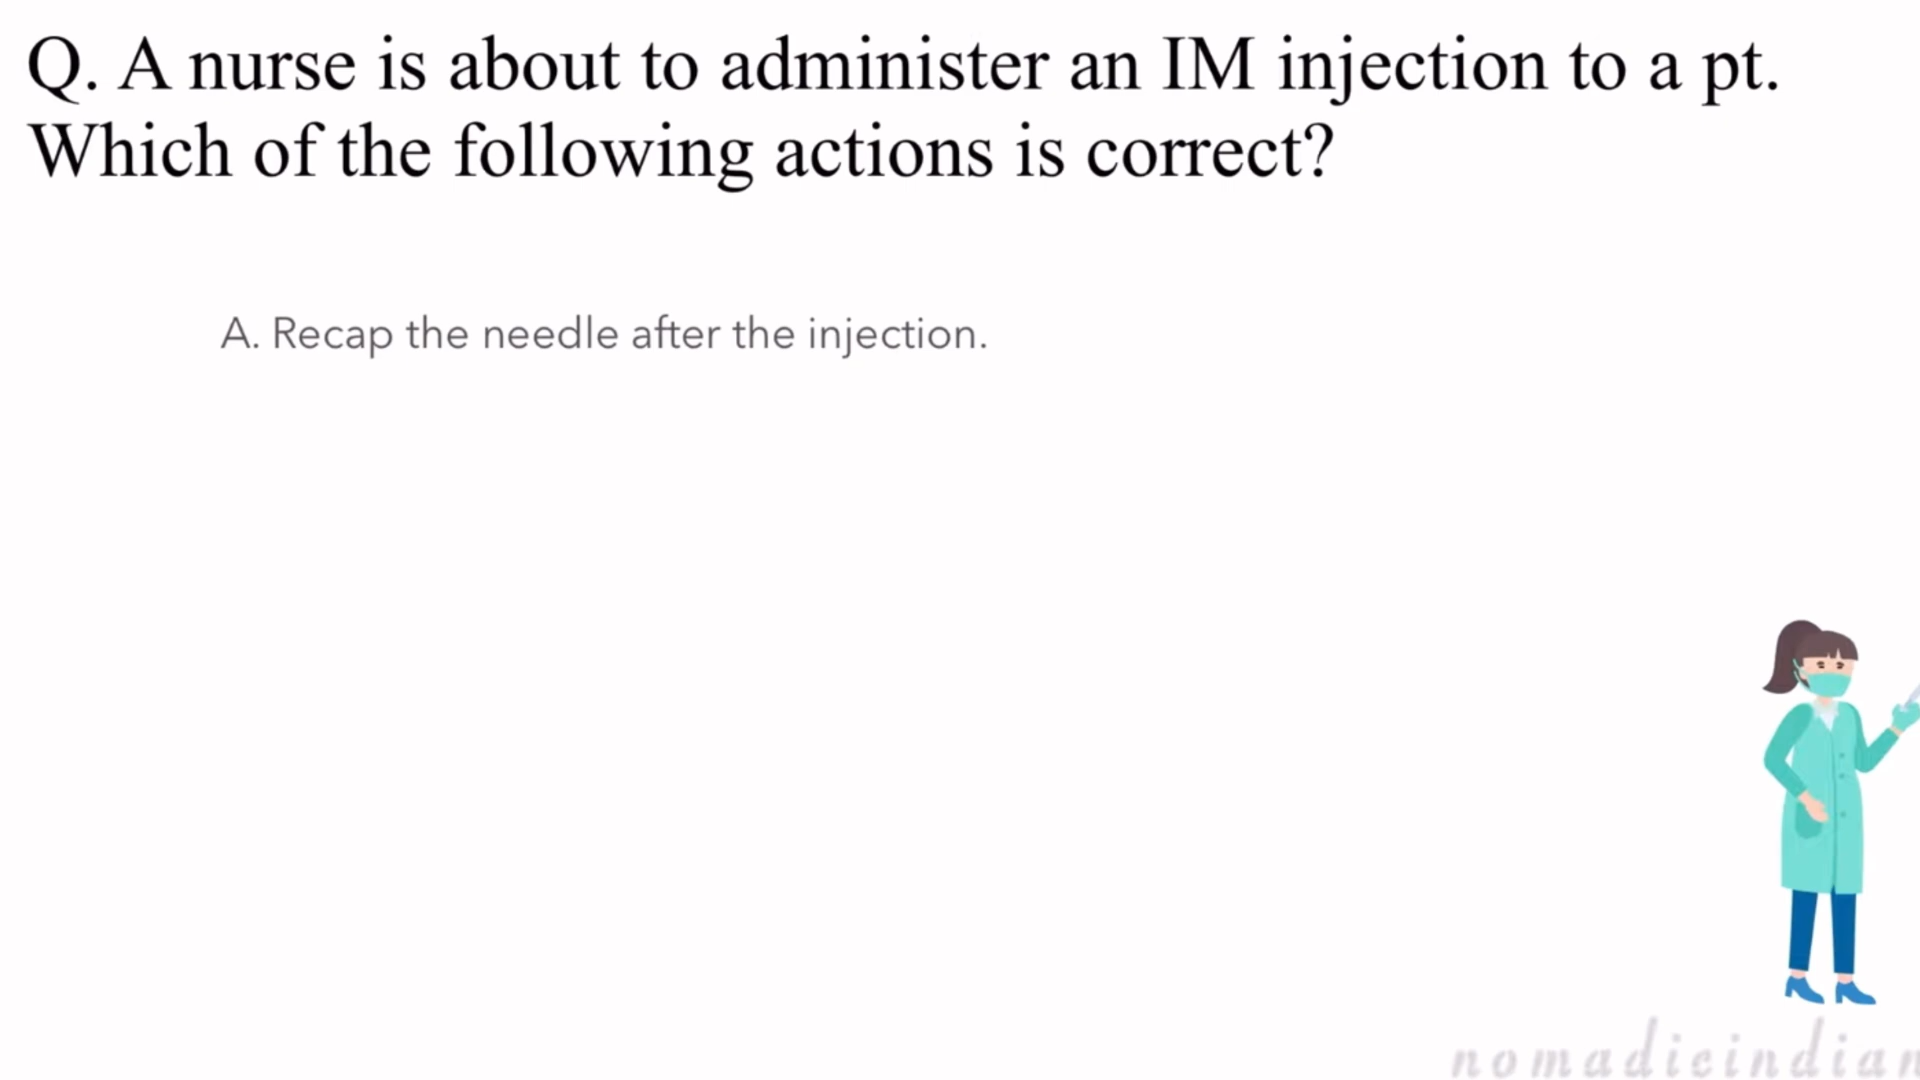 Q. A nurse is about to administer an IM injection to a pt.
Which of the following actions is correct?
A. Recap the needle after the injection.
nomadicindian